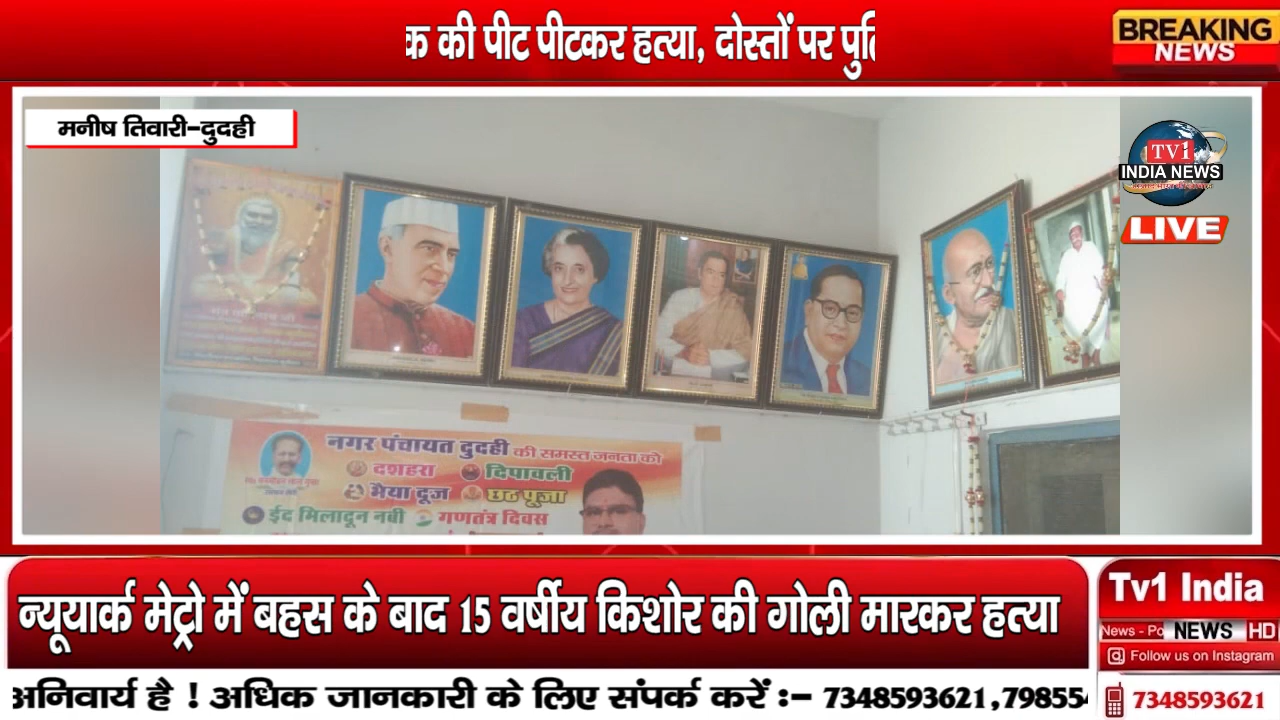 क की पीट पीटकर हत्या, दोस्तों पर
BREAKING
NEWS
मनीष तिवारी-दुदही
TV1
INDIA NEWS
LIVE
नगर पंचायत दुदही की समस्त जनता को
दशहरा
दिपावली
भैया दूज
छठ पूजा
ईद मिलादून नबी
गणतंत्र दिवस
न्यूयार्क मेट्रो में बहस के बाद 15 वर्षीय किशोर की गोली मारकर हत्या
Tv1 India
News - Po NEWS HD
Follow us on Instagram
अनिवार्य है ! अधिक जानकारी के लिए संपर्क करें :- 7348593621,79855
7348593621